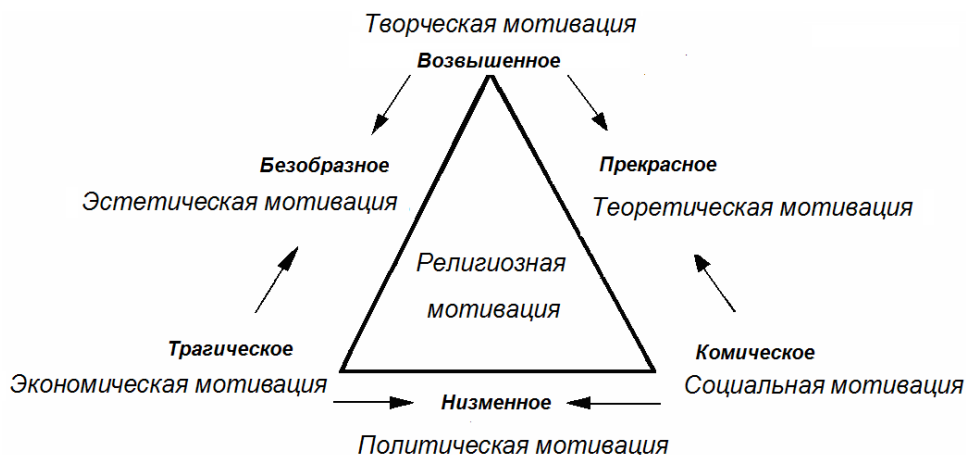 Творческая мотивация
Возвышенное
Безобразное
Прекрасное
Эстетическая мотивация
Теоретическая мотивация
Религиозная
мотивация
Трагическое
Комическое
Экономическая мотивация
Социальная мотивация
Низменное
Политическая мотивация